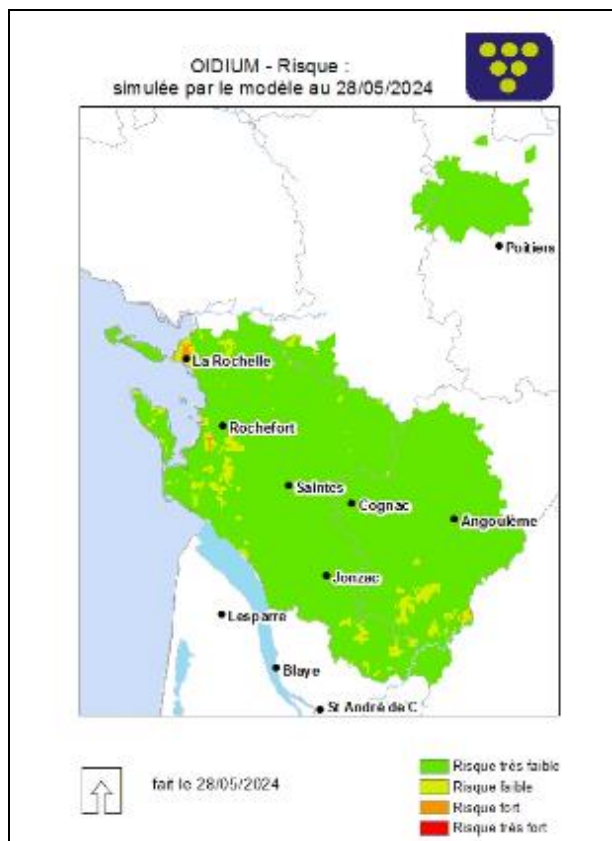 OIDIUM - Risque :
simulée par le modèle au 28/05/2024
Poitiers
La Rochelle
Rochefort
Saintes
Cognac
Angoulème
Jonzac
Lesparre
Blaye
St André de C
fait le 28/05/2024
Risque très faible
Risque faible
Risque fort
Risque très fort